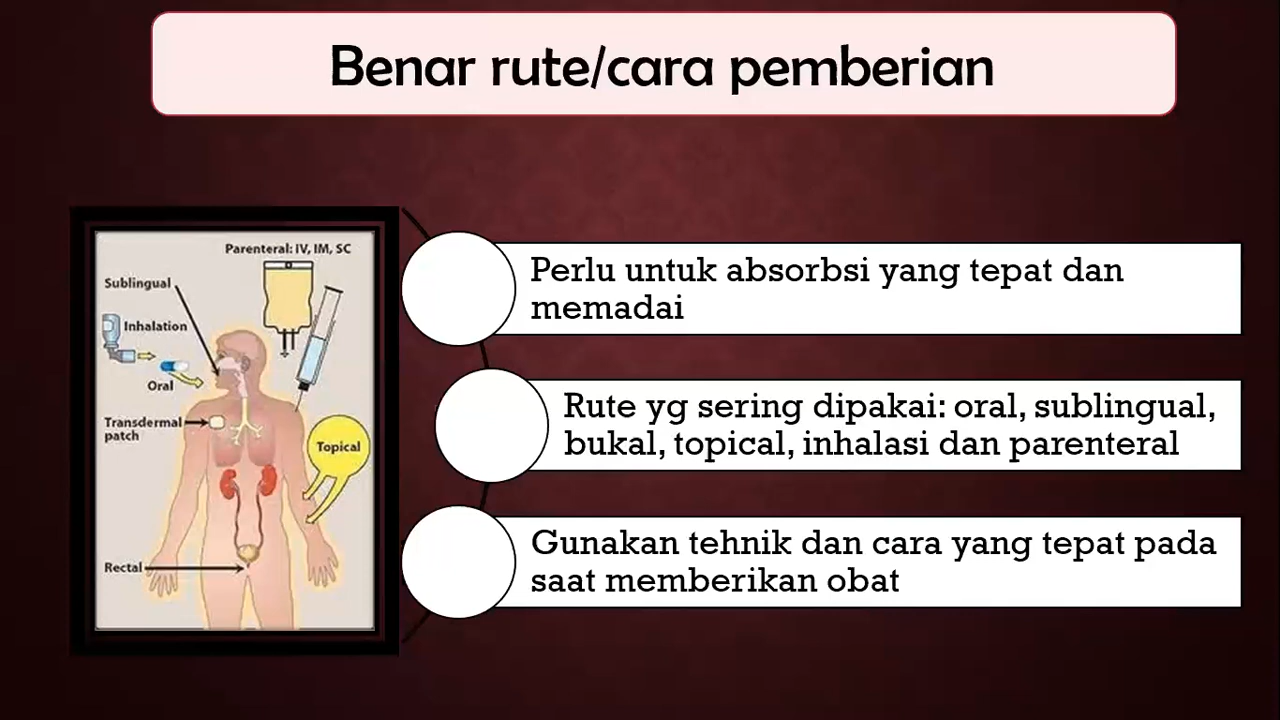 Benar rute/cara pemberian
Parenteral: IV, IM, SC
Sublingual
Inhalation
Oral
Transdermal
patch
Topical
Rectal
Perlu untuk absorbsi yang tepat dan
memadai
Rute yg sering dipakai: oral, sublingual,
bukal, topical, inhalasi dan parenteral
Gunakan tehnik dan cara yang tepat pada
saat memberikan obat